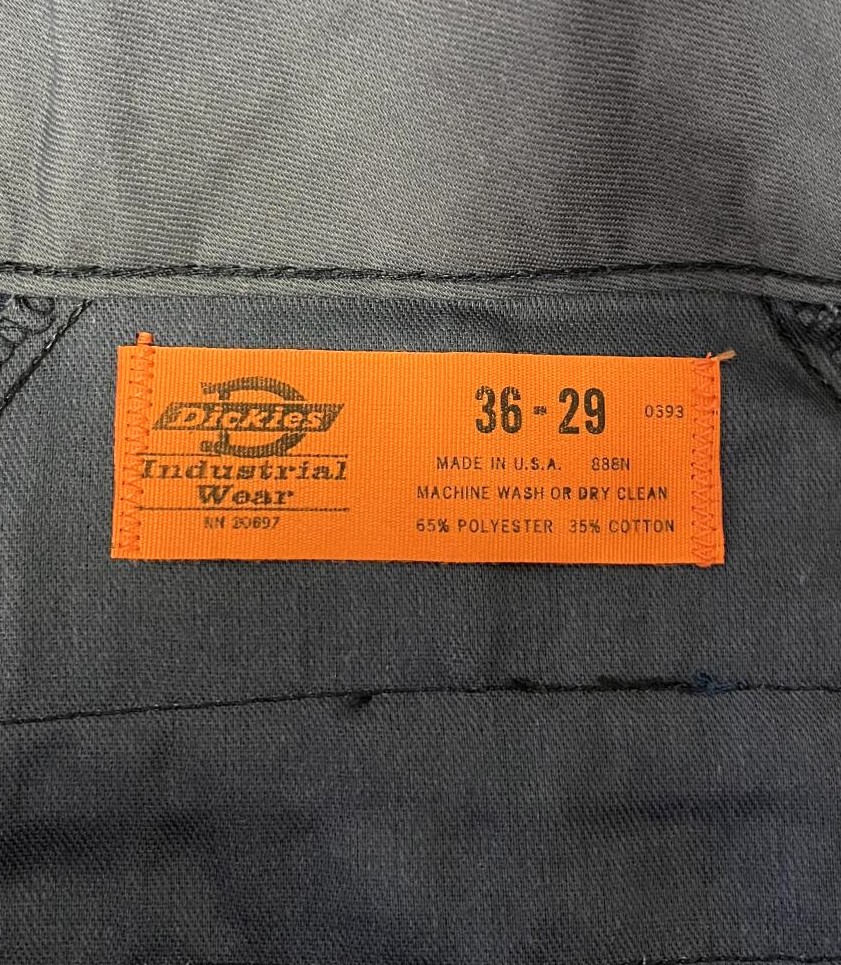 Dickies
Industrial
Wear
RN 20697
36 - 29 0393
MADE IN U.S.A. 888N
MACHINE WASH OR DRY CLEAN
65% POLYESTER 35% COTTON